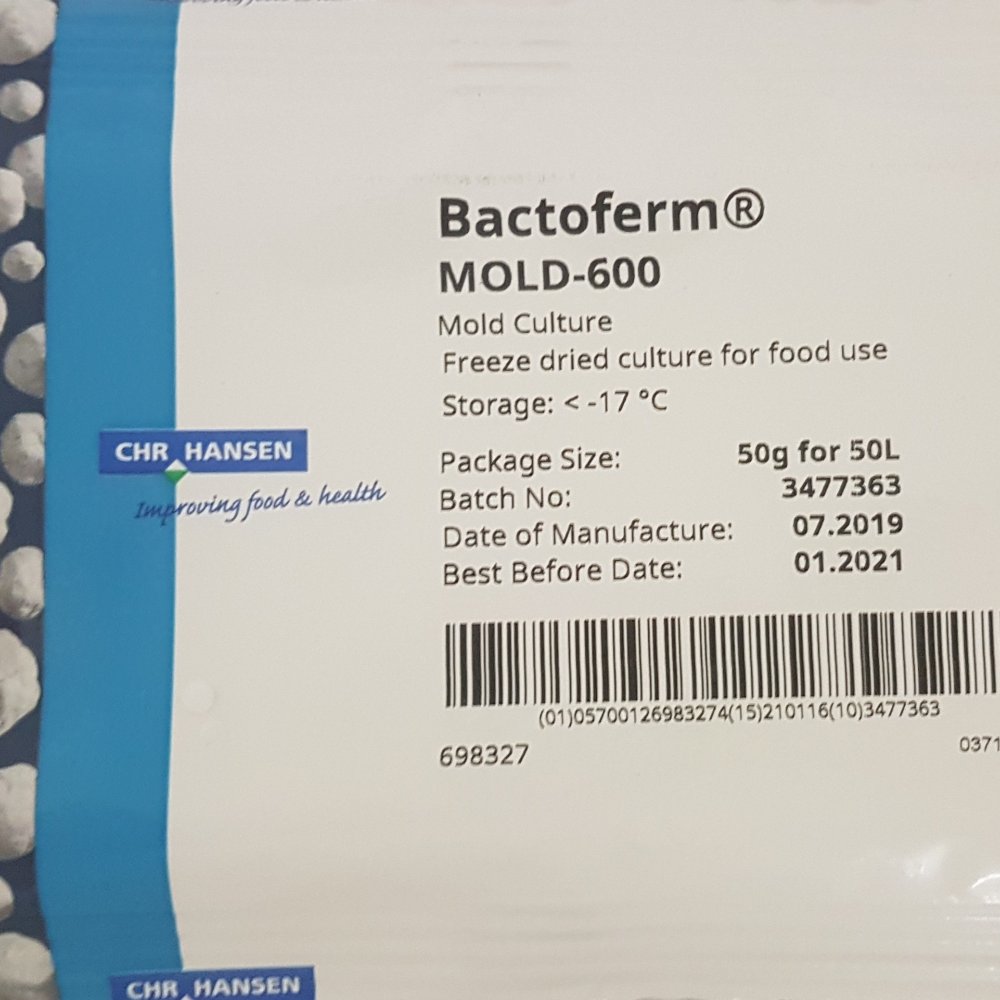 Bactoferm®
MOLD-600
Mold Culture
Freeze dried culture for food use
Storage: < -17 °C
CHR HANSEN
Improving food & health
Package Size: 50g for 50L
Batch No: 3477363
Date of Manufacture: 07.2019
Best Before Date: 01.2021
(01)05700126983274(15)210116(10)3477363
698327
0371
CHR HANSEN